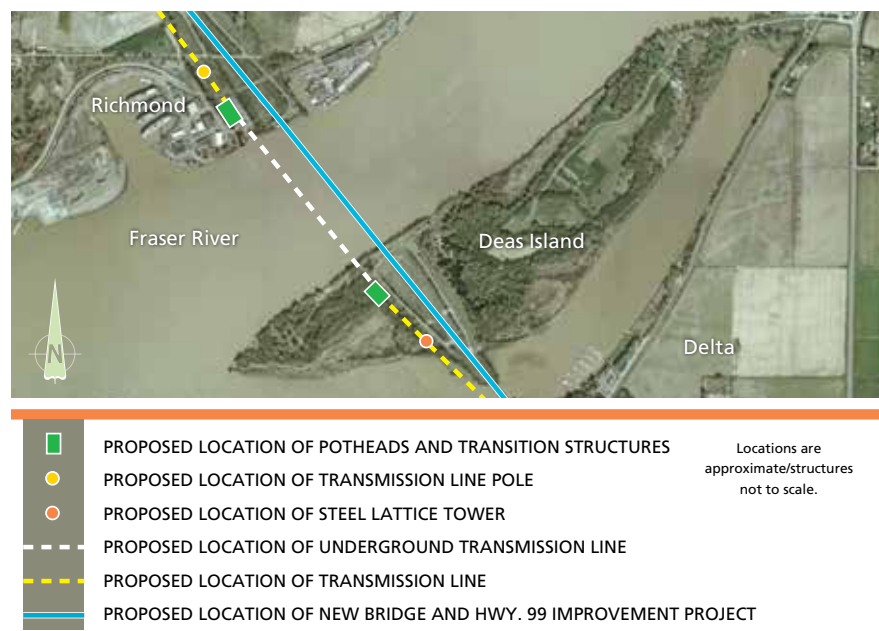 Richmond
Fraser River
Deas Island
Delta
N
PROPOSED LOCATION OF POTHEADS AND TRANSITION STRUCTURES
PROPOSED LOCATION OF TRANSMISSION LINE POLE
PROPOSED LOCATION OF STEEL LATTICE TOWER
PROPOSED LOCATION OF UNDERGROUND TRANSMISSION LINE
PROPOSED LOCATION OF TRANSMISSION LINE
PROPOSED LOCATION OF NEW BRIDGE AND HWY. 99 IMPROVEMENT PROJECT
Locations are
approximate/structures
not to scale.